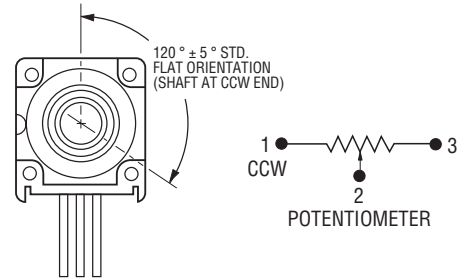 120 ° ± 5 ° STD.
FLAT ORIENTATION
(SHAFT AT CCW END)
1
3
CCW
2
POTENTIOMETER